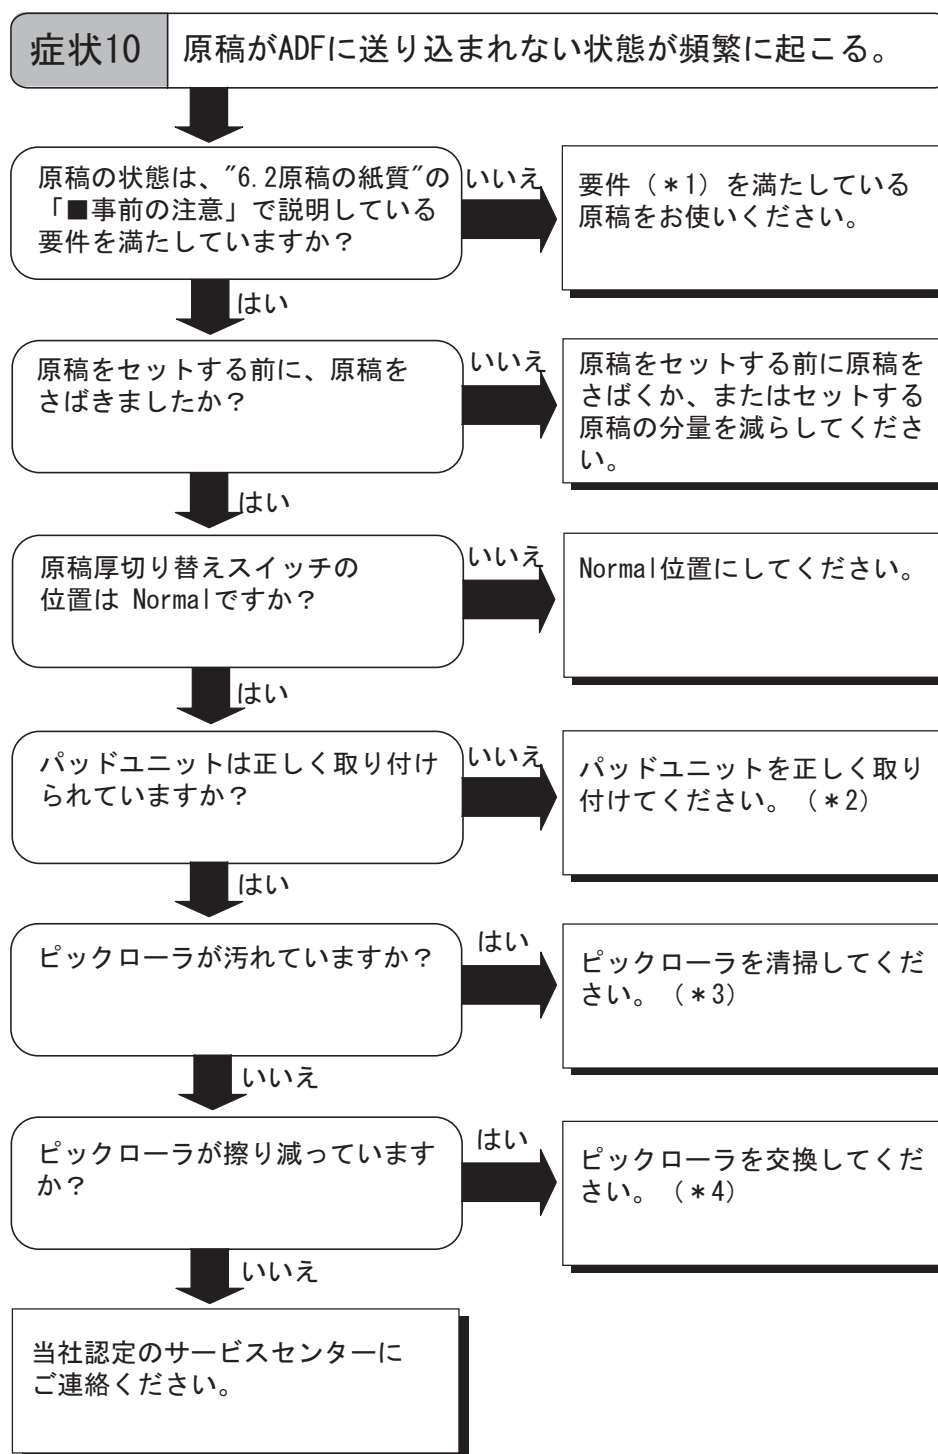 症状10
原稿がADFに送り込まれない状態が頻繁に起こる。
原稿の状態は、"6.2原稿の紙質"の
「■事前の注意」で説明している
要件を満たしていますか？
いいえ
要件（＊1）を満たしている
原稿をお使いください。
はい
原稿をセットする前に、原稿を
さばきましたか？
いいえ
原稿をセットする前に原稿を
さばくか、またはセットする
原稿の分量を減らしてくださ
い。
はい
原稿厚切り替えスイッチの
位置は Normalですか？
いいえ
Normal位置にしてください。
はい
パッドユニットは正しく取り付け
られていますか？
いいえ
パッドユニットを正しく取り
付けてください。（＊2）
はい
ピックローラが汚れていますか？
はい
ピックローラを清掃してくだ
さい。（＊3）
いいえ
ピックローラが擦り減っています
か？
はい
ピックローラを交換してくだ
さい。（＊4）
いいえ
当社認定のサービスセンターに
ご連絡ください。